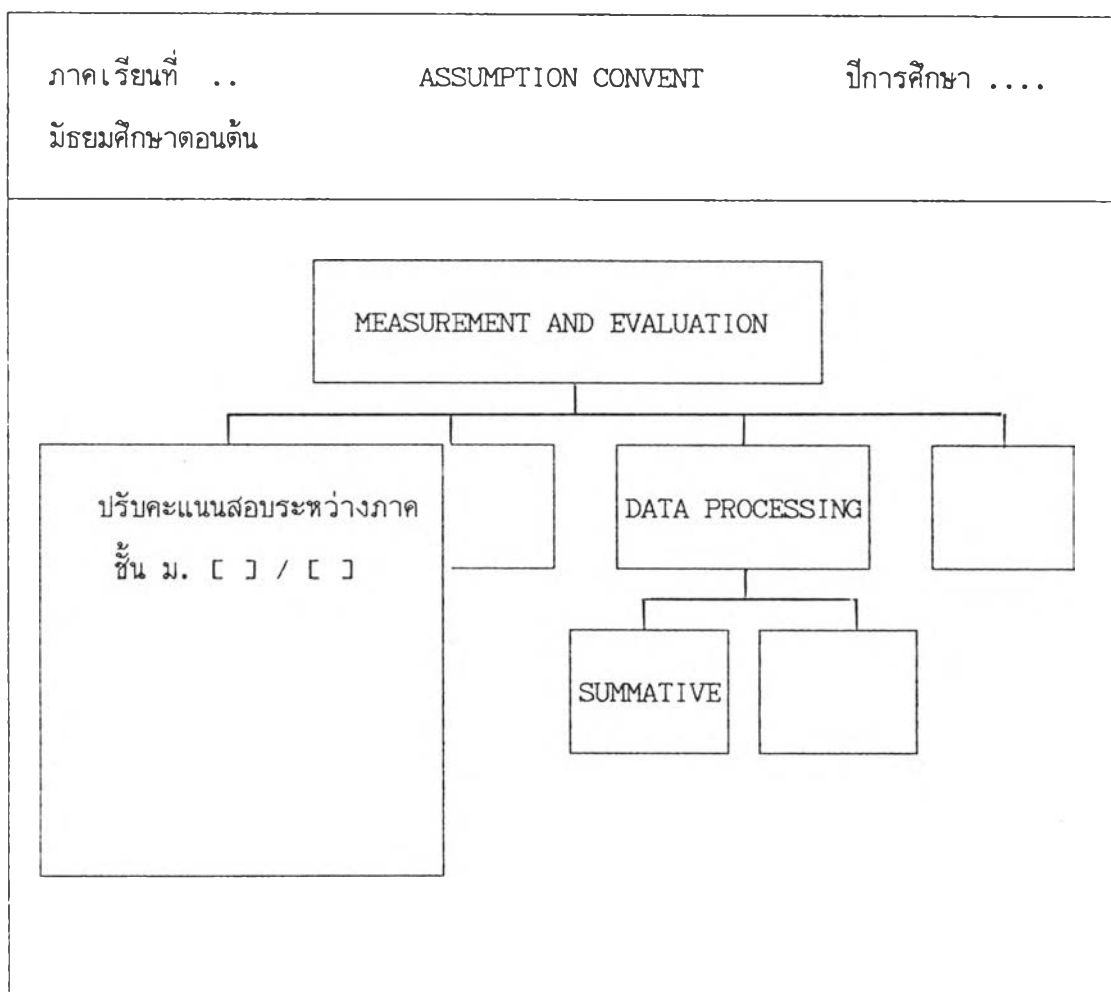 ภาคเรียนที่ .. ASSUMPTION CONVENT ปีการศึกษา ....
มัธยมศึกษาตอนต้น
MEASUREMENT AND EVALUATION
ปรับคะแนนสอบระหว่างภาค
ชั้น ม. [ ] / [ ]
DATA PROCESSING
SUMMATIVE